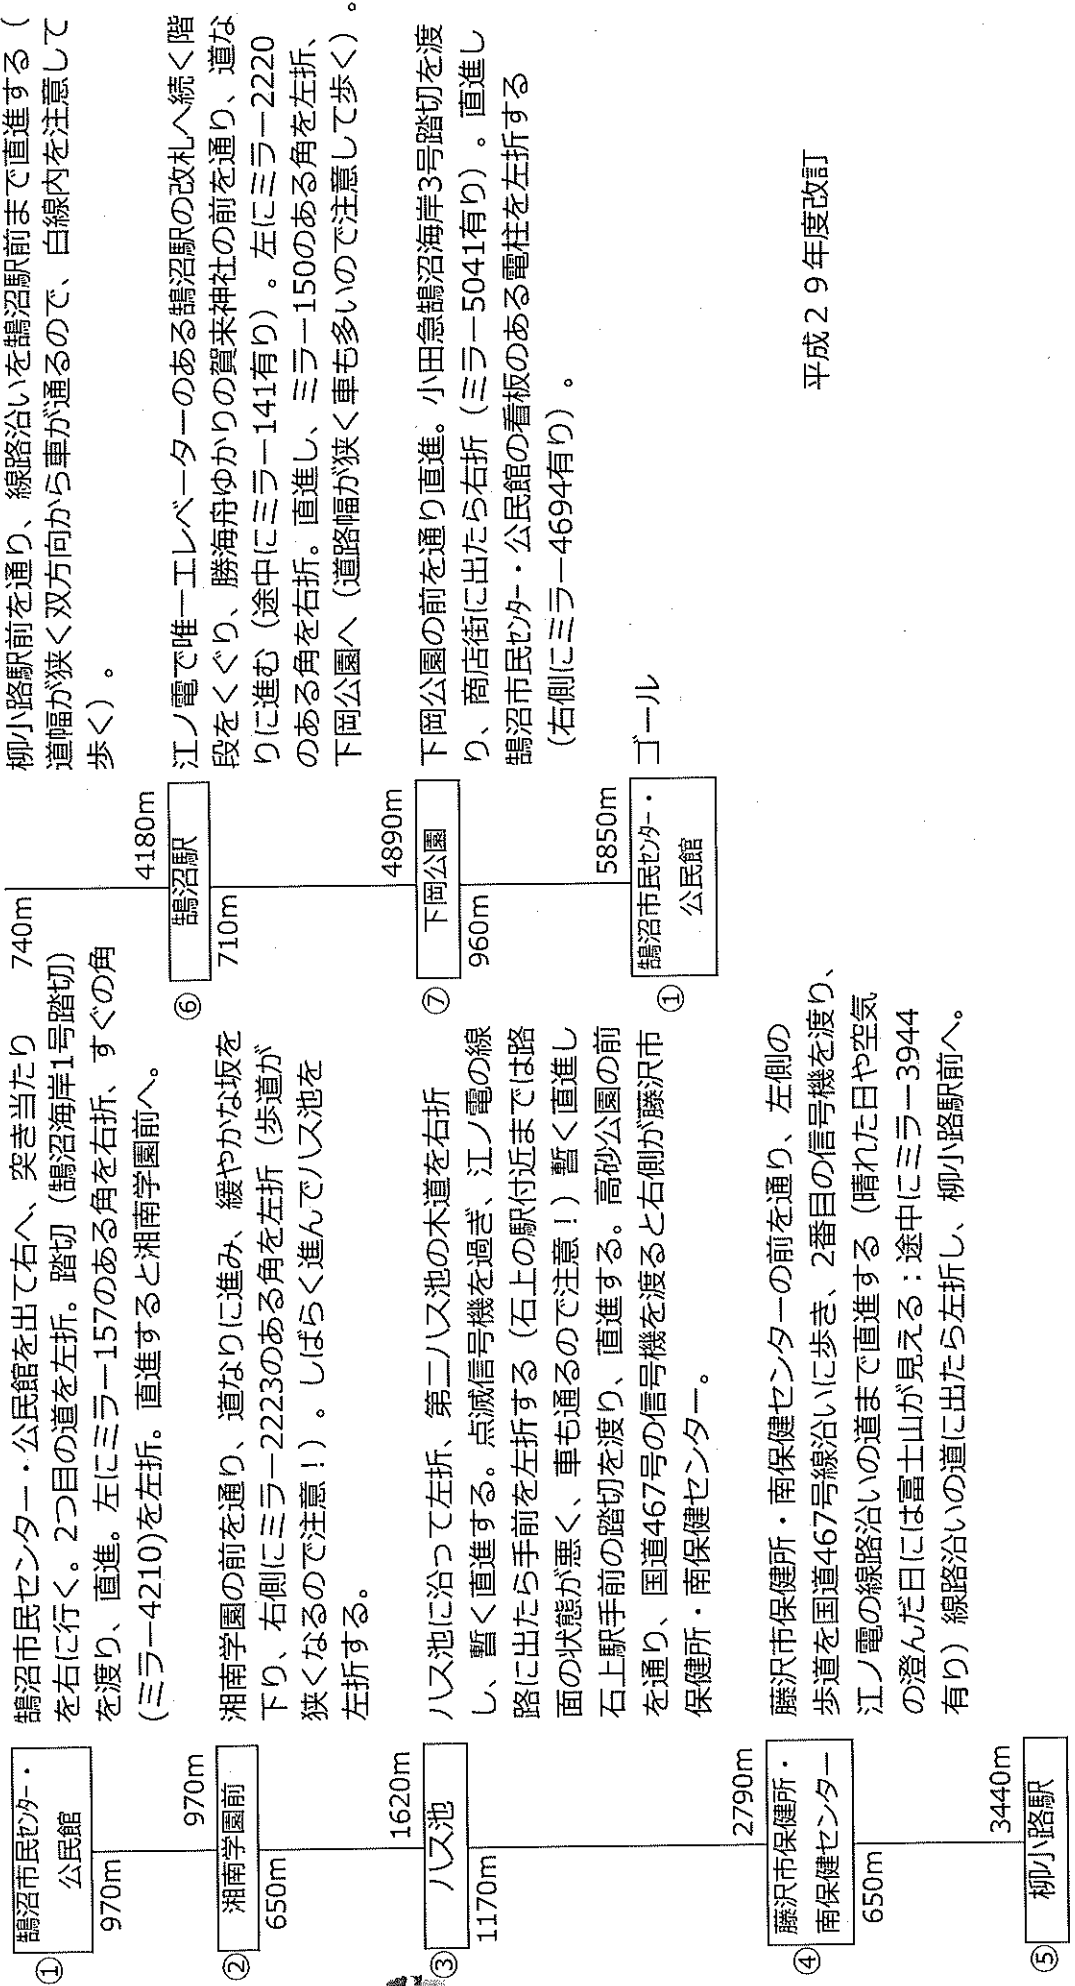 ①
鵠沼市民ｾﾝﾀｰ・
公民館
970m
970m
鵠沼市民センター・公民館を出て右へ、突き当たり
を右に行く。2つ目の道を左折。踏切（鵠沼海岸1号踏切）
を渡り、直進。左にミラー157のある角を右折、すぐの角
(ミラー4210)を左折。直進すると湘南学園前へ。
②
湘南学園前
650m
1620m
湘南学園の前を通り、道なりに進み、緩やかな坂を
下り、右側にミラー2223のある角を左折（歩道が
狭くなるので注意！）。しばらく進んでハス池を
左折する。
③
ハス池
1170m
2790m
ハス池に沿って左折、第二ハス池の木道を右折
し、暫く直進する。点滅信号機を過ぎ、江ノ電の線
路に出たら手前を左折する（石上の駅付近までは路
面の状態が悪く、車も通るので注意！）暫く直進し
石上駅手前の踏切を渡り、直進する。高砂公園の前
を通り、国道467号の信号機を渡ると右側が藤沢市
保健所・南保健センター。
④
藤沢市保健所・
南保健センター
650m
3440m
藤沢市保健所・南保健センターの前を通り、左側の
歩道を国道467号線沿いに歩き、2番目の信号機を渡り、
江ノ電の線路沿いの道まで直進する（晴れた日や空気
の澄んだ日には富士山が見える：途中にミラー3944
有り）線路沿いの道に出たら左折し、柳小路駅前へ。
⑤
柳小路駅
740m
4180m
柳小路駅前を通り、線路沿いを鵠沼駅前まで直進する（
道幅が狭く双方向から車が通るので、白線内を注意して
歩く）。
⑥
鵠沼駅
710m
4890m
江ノ電で唯一エレベーターのある鵠沼駅の改札へ続く階
段をくぐり、勝海舟ゆかりの賀来神社の前を通り、道な
りに進む（途中にミラー141有り）。左にミラー2220
のある角を右折。直進し、ミラー150のある角を左折、
下岡公園へ（道路幅が狭く車も多いので注意して歩く）。
⑦
下岡公園
960m
5850m
下岡公園の前を通り直進。小田急鵠沼海岸3号踏切を渡
り、商店街に出たら右折（ミラー5041有り）。直進し
鵠沼市民ｾﾝﾀｰ・公民館の看板のある電柱を左折する
（右側にミラー4694有り）。
①
鵠沼市民ｾﾝﾀｰ・
公民館
ゴール
平成２９年度改訂